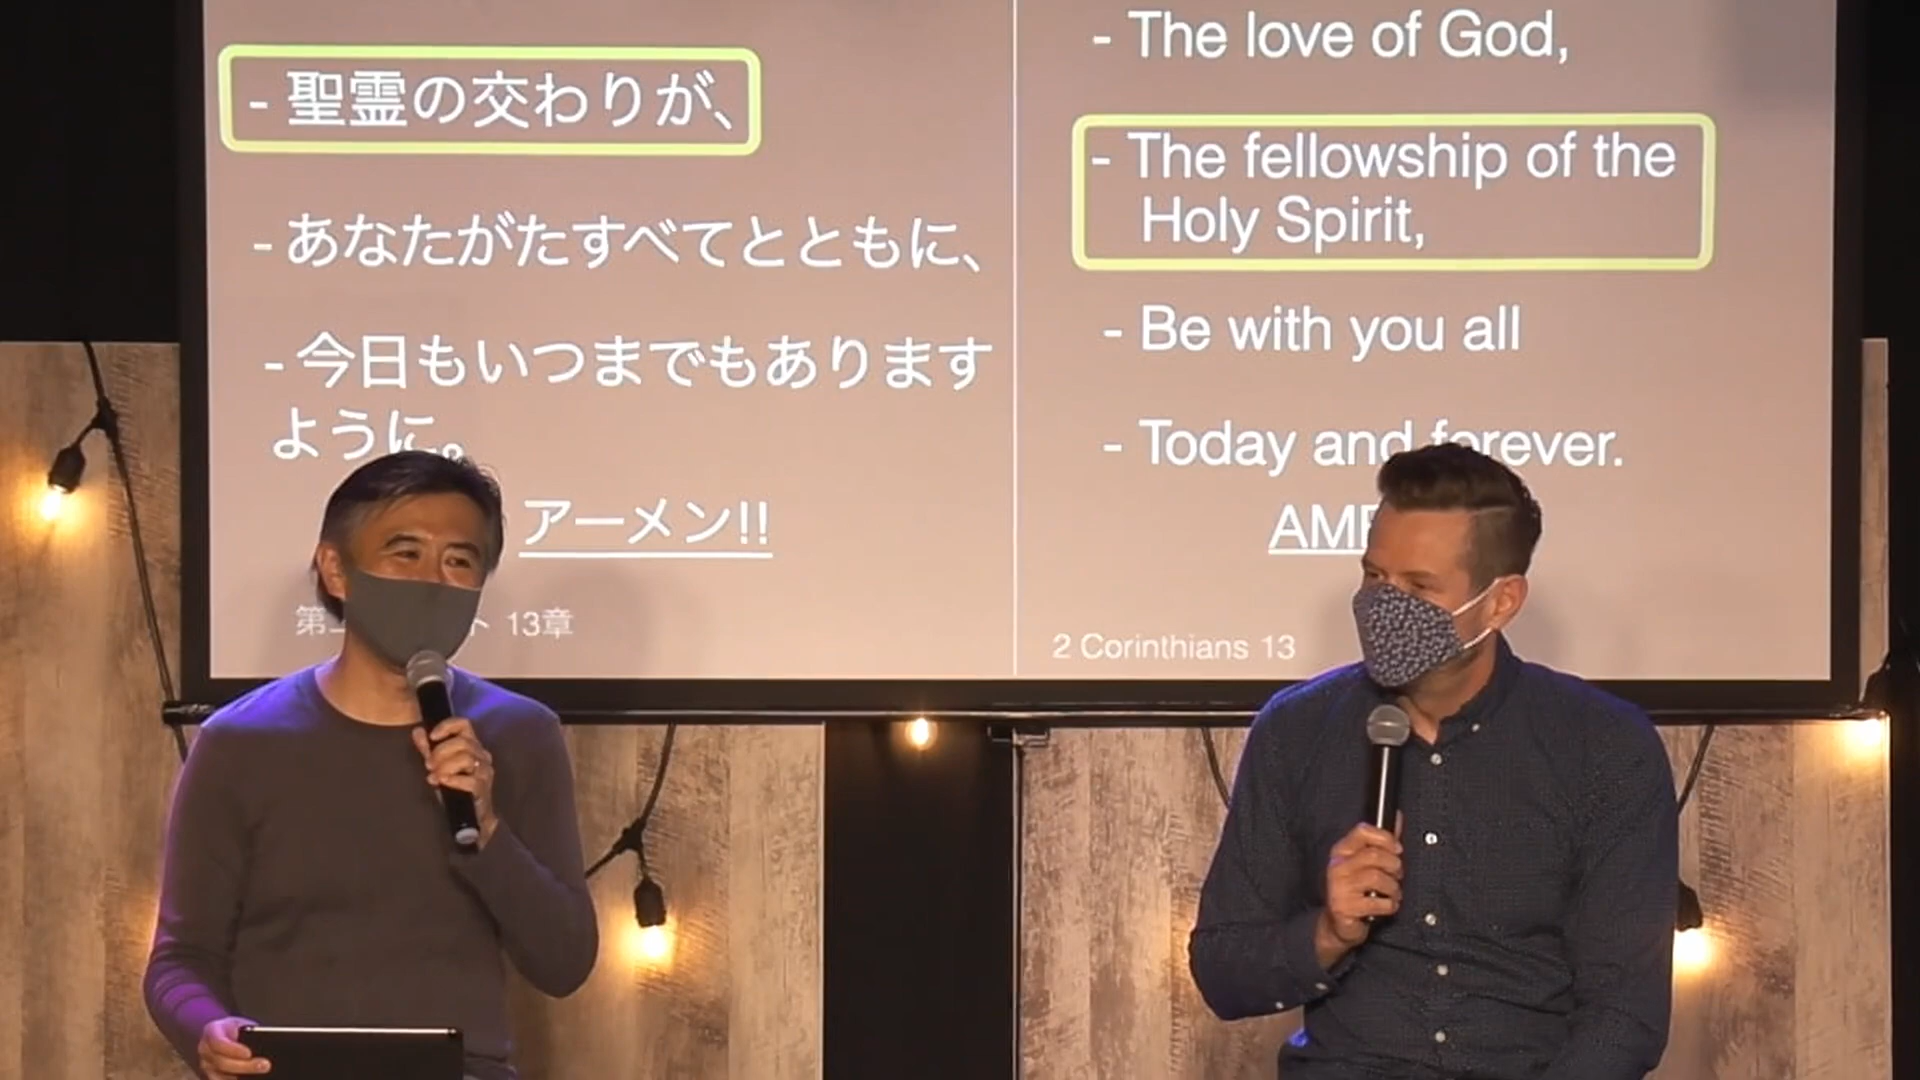 - 聖霊の交わりが、
- あなたがたすべてとともに、
- 今日もいつまでもあります
ように。
アーメン!!
13章
- The love of God,
- The fellowship of the
Holy Spirit,
- Be with you all
- Today and forever.
2 Corinthians 13